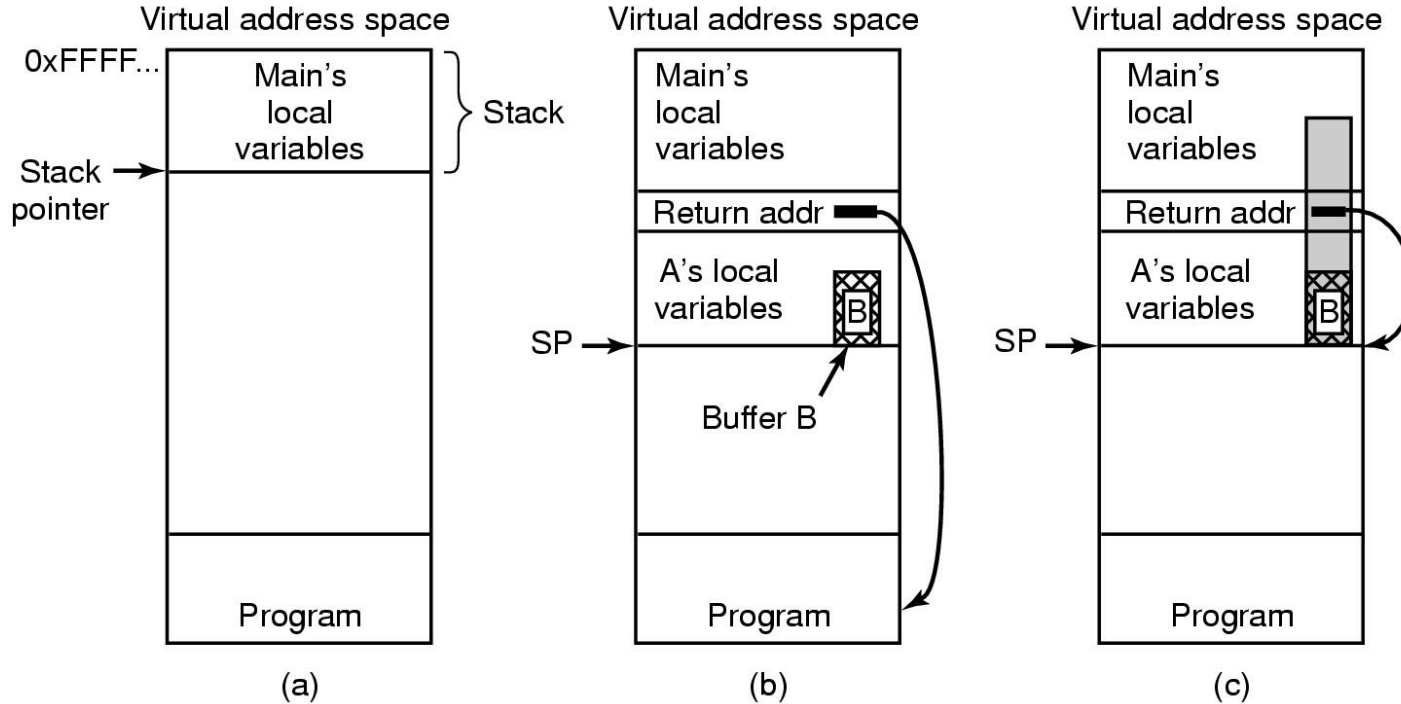 Virtual address space
0xFFFF...
Main's
local
variables
Stack
Stack
pointer
Program
(a)
Virtual address space
Main's
local
variables
Return addr
A's local
variables
B
SP
Buffer B
Program
(b)
Virtual address space
Main's
local
variables
Return addr
A's local
variables
B
SP
Program
(c)